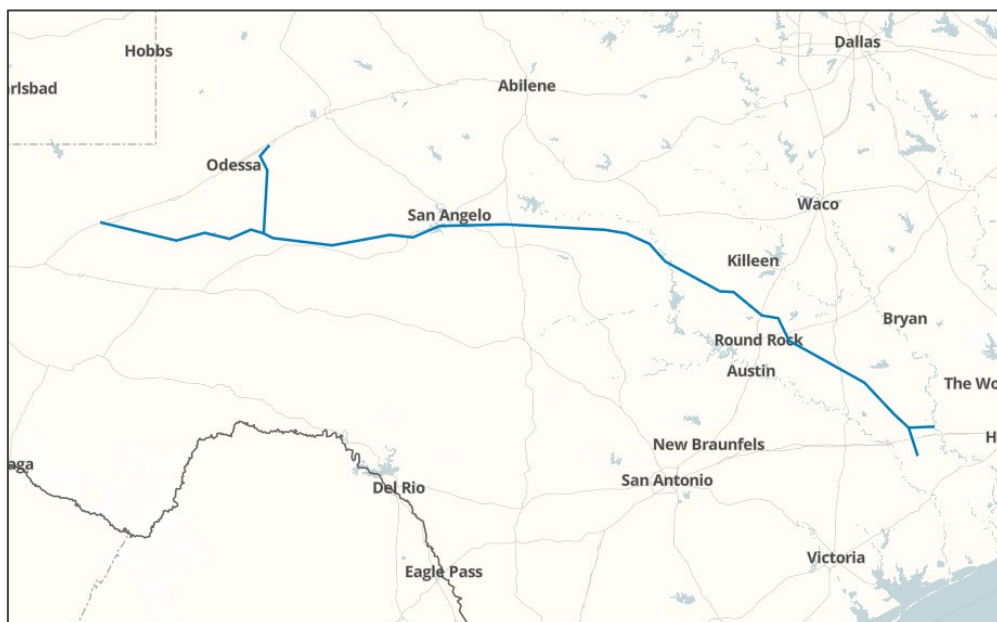 Dallas
Hobbs
Abilene
arlsbad
Odessa
Waco
San Angelo
Killeen
Bryan
Round Rock
Austin
The Wo
H
New Braunfels
aga
San Antonio
Del Rio
Victoria
Eagle Pass